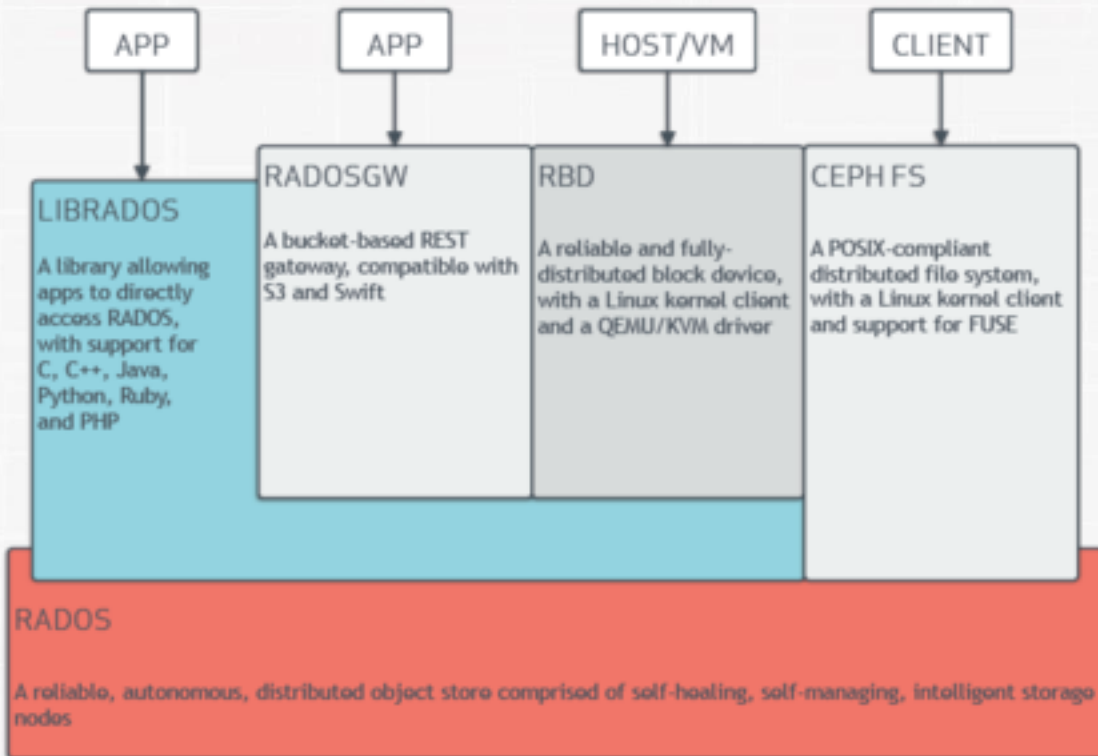 APP
APP
HOST/VM
CLIENT
LIBRADOS
A library allowing
apps to directly
access RADOS,
with support for
C, C++, Java,
Python, Ruby,
and PHP
RADOSGW
A bucket-based REST
gateway, compatible with
S3 and Swift
RBD
A reliable and fully-
distributed block device,
with a Linux kernel client
and a QEMU/KVM driver
CEPH FS
A POSIX-compliant
distributed file system,
with a Linux kernel client
and support for FUSE
RADOS
A reliable, autonomous, distributed object store comprised of self-healing, self-managing, intelligent storage
nodes